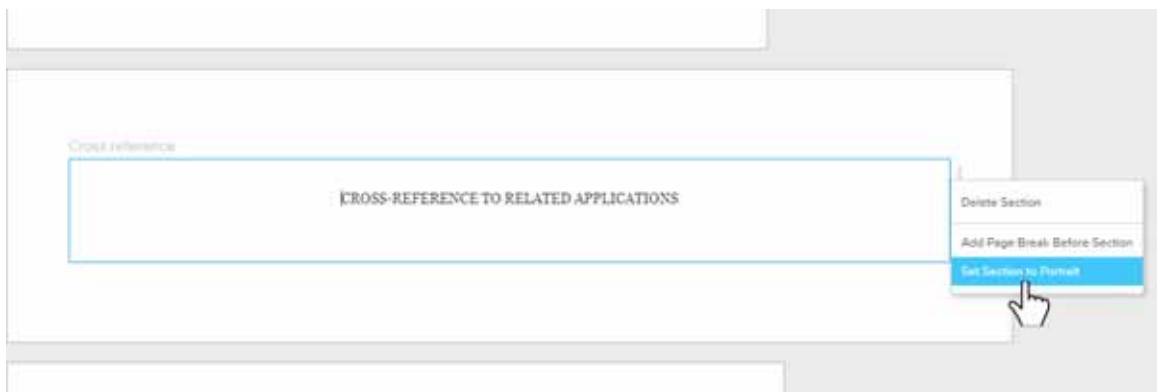 Cross reference
CROSS-REFERENCE TO RELATED APPLICATIONS
Delete Section
Add Page Break Before Section
Set Section to Portrait